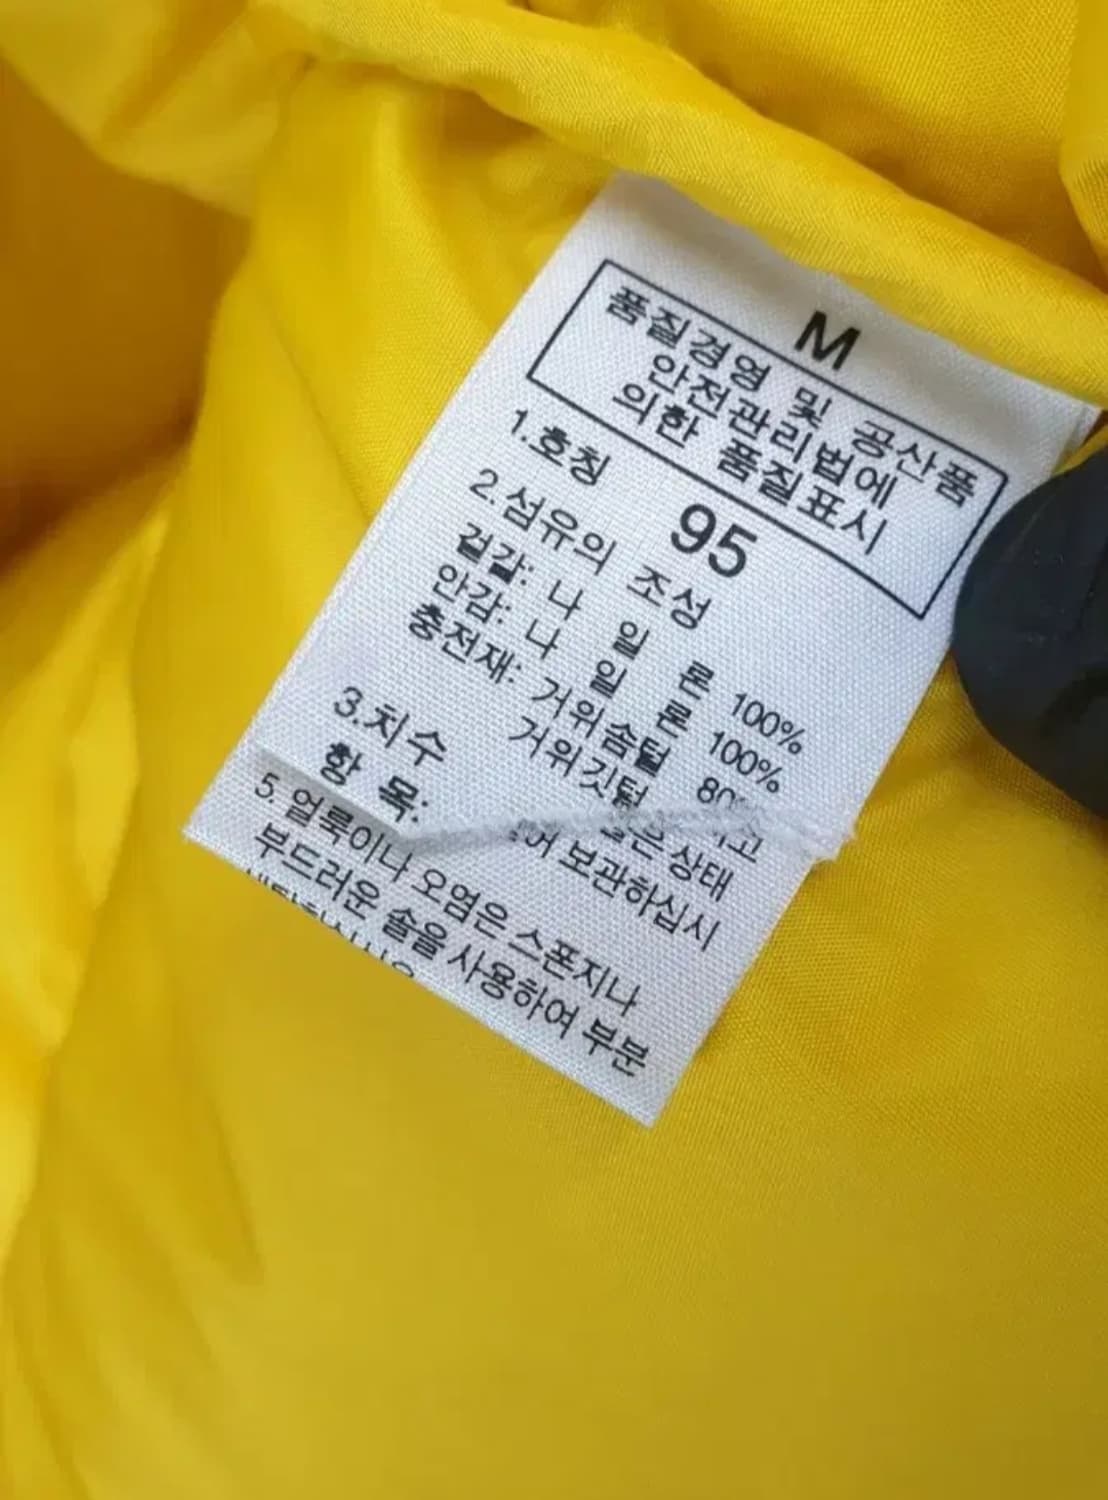 M
품질경영 및 공산품
안전관리법에
의한 품질표시
1.호칭 95
2.섬유의 조성
겉감: 나 일 론 100%
안감: 나 일 론 100%
충전재: 거위솜털 80
거위깃털
3.치수
항 목:
상태
보관하십시
5.얼룩이나 오염은 스폰지나
부드러운 솔을 사용하여 부분